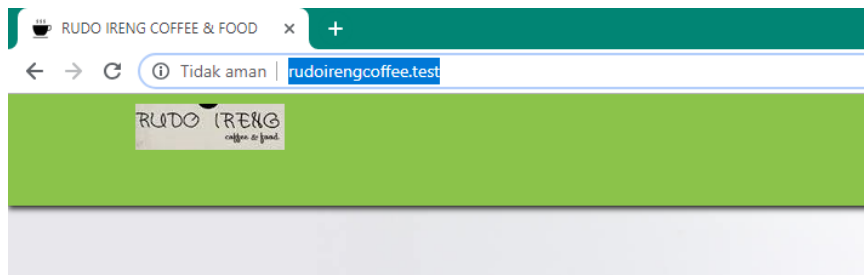 RUDO IRENG COFFEE & FOOD
Tidak aman
rudoirengcoffee.test
RUDO IRENG
coffee & food